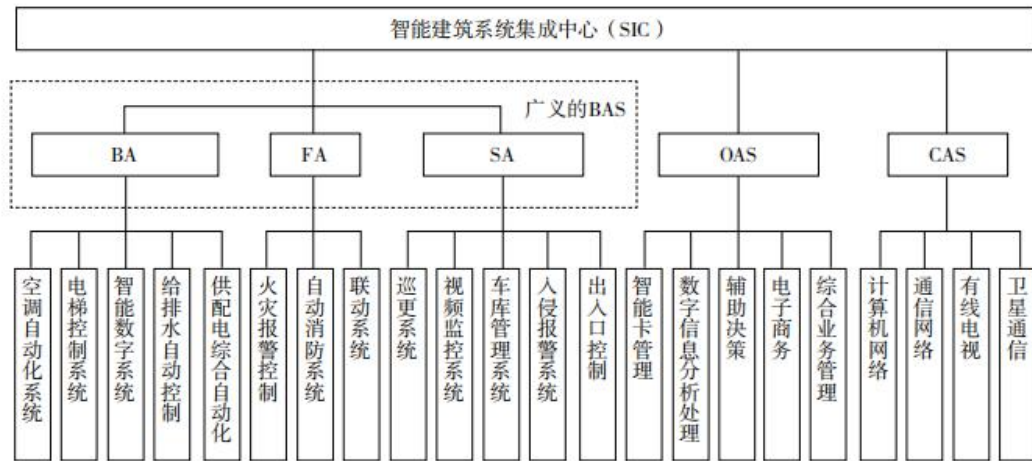 智能建筑系统集成中心（SIC）
广义的BAS
BA
FA
SA
OAS
CAS
空调自动化系统
电梯控制系统
智能数字系统
给排水自动控制
供配电综合自动化
火灾报警控制
自动消防系统
联动系统
巡更系统
视频监控系统
车库管理系统
入侵报警系统
出入口控制
智能卡管理
数字信息分析处理
辅助决策
电子商务
综合业务管理
计算机网络
通信网络
有线电视
卫星通信